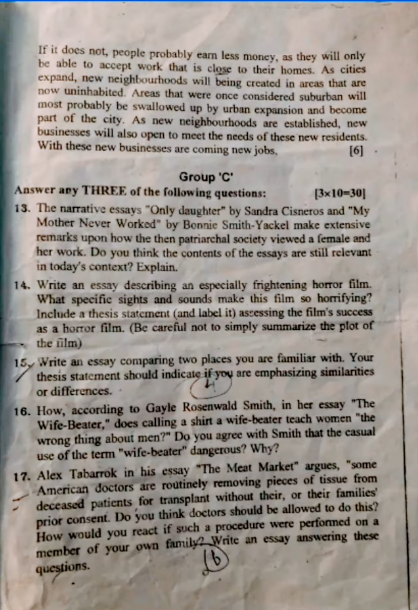 If it does not, people probably earn less money, as they will only
be able to accept work that is close to their homes. As cities
expand, new neighbourhoods will being created in areas that are
now uninhabited. Areas that were once considered suburban will
most probably be swallowed up by urban expansion and become
part of the city. As new neighbourhoods are established, new
businesses will also open to meet the needs of these new residents.
With these new businesses are coming new jobs. [6]
Group 'C'
Answer any THREE of the following questions: [3×10=30]
13. The narrative essays "Only daughter" by Sandra Cisneros and "My
Mother Never Worked" by Bonnie Smith-Yackel make extensive
remarks upon how the then patriarchal society viewed a female and
her work. Do you think the contents of the essays are still relevant
in today's context? Explain.
14. Write an essay describing an especially frightening horror film.
What specific sights and sounds make this film so horrifying?
Include a thesis statement (and label it) assessing the film's success
as a horror film. (Be careful not to simply summarize the plot of
the film)
15. Write an essay comparing two places you are familiar with. Your
thesis statement should indicate if you are emphasizing similarities
or differences.
16. How, according to Gayle Rosenwald Smith, in her essay "The
Wife-Beater," does calling a shirt a wife-beater teach women "the
wrong thing about men?" Do you agree with Smith that the casual
use of the term "wife-beater" dangerous? Why?
17. Alex Tabarrok in his essay "The Meat Market" argues, "some
American doctors are routinely removing pieces of tissue from
deceased patients for transplant without their, or their families'
prior consent. Do you think doctors should be allowed to do this?
How would you react if such a procedure were performed on a
member of your own family? Write an essay answering these
questions.